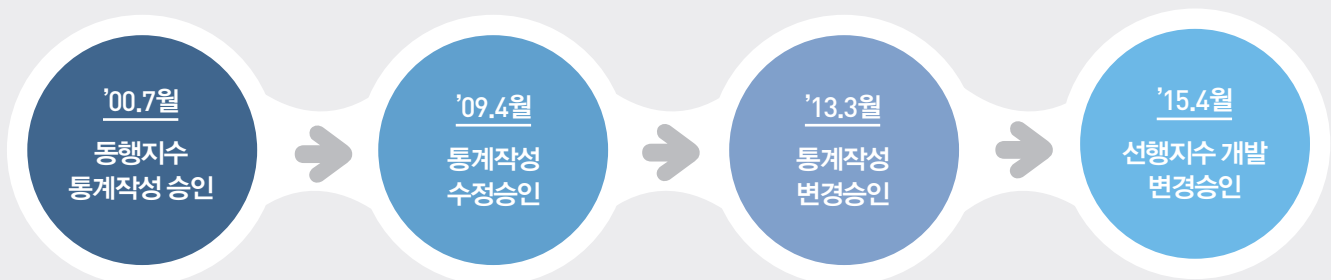 '00.7월
동행지수
통계작성 승인
'09.4월
통계작성
수정승인
'13.3월
통계작성
변경승인
'15.4월
선행지수 개발
변경승인